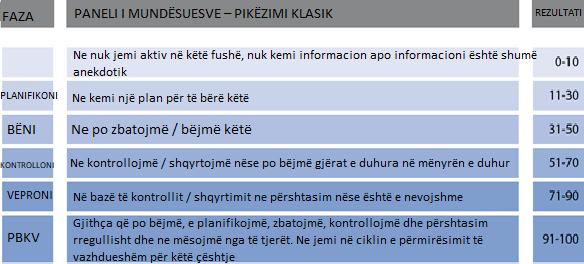 FAZA PANELI I MUNDËSUESVE – PIKËZIMI KLASIK REZULTATI
Ne nuk jemi aktiv në këtë fushë, nuk kemi informacion apo informacioni është shumë
anekdotik 0-10
PLANIFIKONI Ne kemi një plan për të bërë këtë 11-30
BËNI Ne po zbatojmë / bëjmë këtë 31-50
KONTROLLONI Ne kontrollojmë / shqyrtojmë nëse po bëjmë gjërat e duhura në mënyrën e duhur 51-70
VEPRONI Në bazë të kontrollit / shqyrtimit ne përshtasim nëse është e nevojshme 71-90
Gjithça që po bëjmë, e planifikojmë, zbatojmë, kontrollojmë dhe përshtasim
PBKV rregullisht dhe ne mësojmë nga të tjerët. Ne jemi në ciklin e përmirësimit të 91-100
vazhdueshëm për këtë çështje